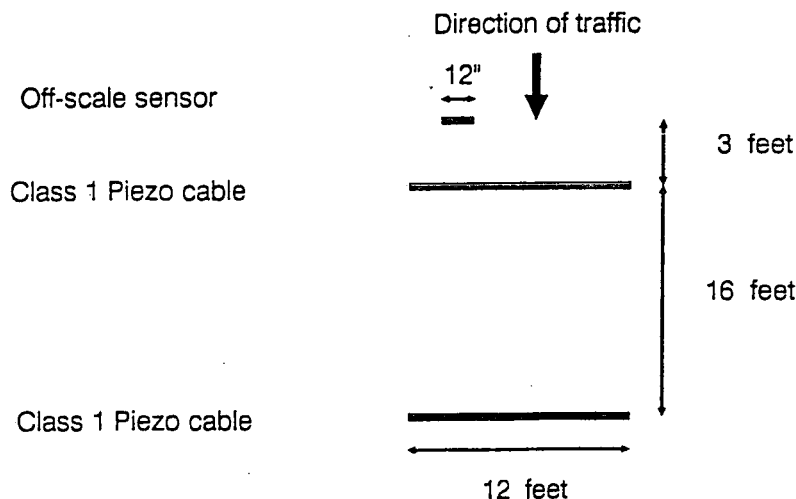 Direction of traffic
12"
Off-scale sensor
3 feet
Class 1 Piezo cable
16 feet
Class 1 Piezo cable
12 feet